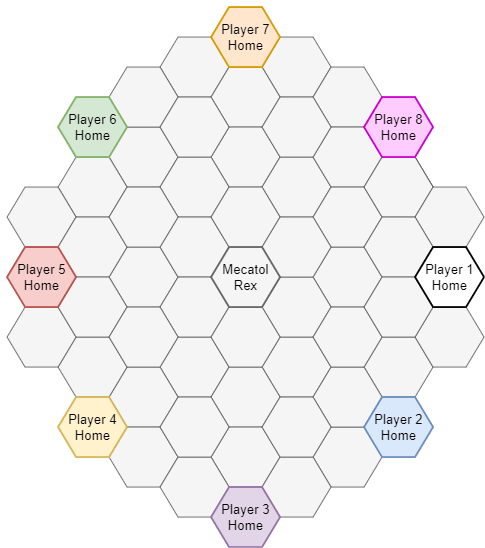 Player 7
Home
Player 6
Home
Player 8
Home
Player 5
Home
Mecatol
Rex
Player 1
Home
Player 4
Home
Player 2
Home
Player 3
Home